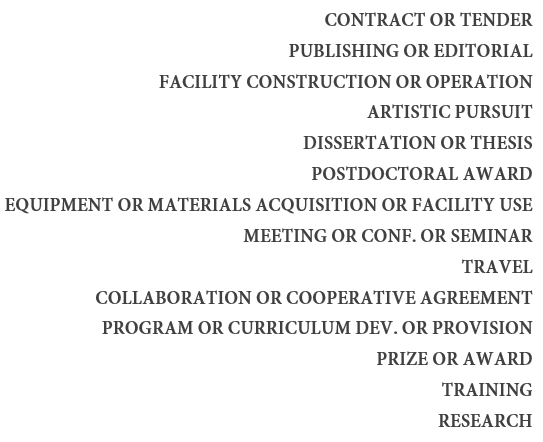 CONTRACT OR TENDER
PUBLISHING OR EDITORIAL
FACILITY CONSTRUCTION OR OPERATION
ARTISTIC PURSUIT
DISSERTATION OR THESIS
POSTDOCTORAL AWARD
EQUIPMENT OR MATERIALS ACQUISITION OR FACILITY USE
MEETING OR CONF. OR SEMINAR
TRAVEL
COLLABORATION OR COOPERATIVE AGREEMENT
PROGRAM OR CURRICULUM DEV. OR PROVISION
PRIZE OR AWARD
TRAINING
RESEARCH